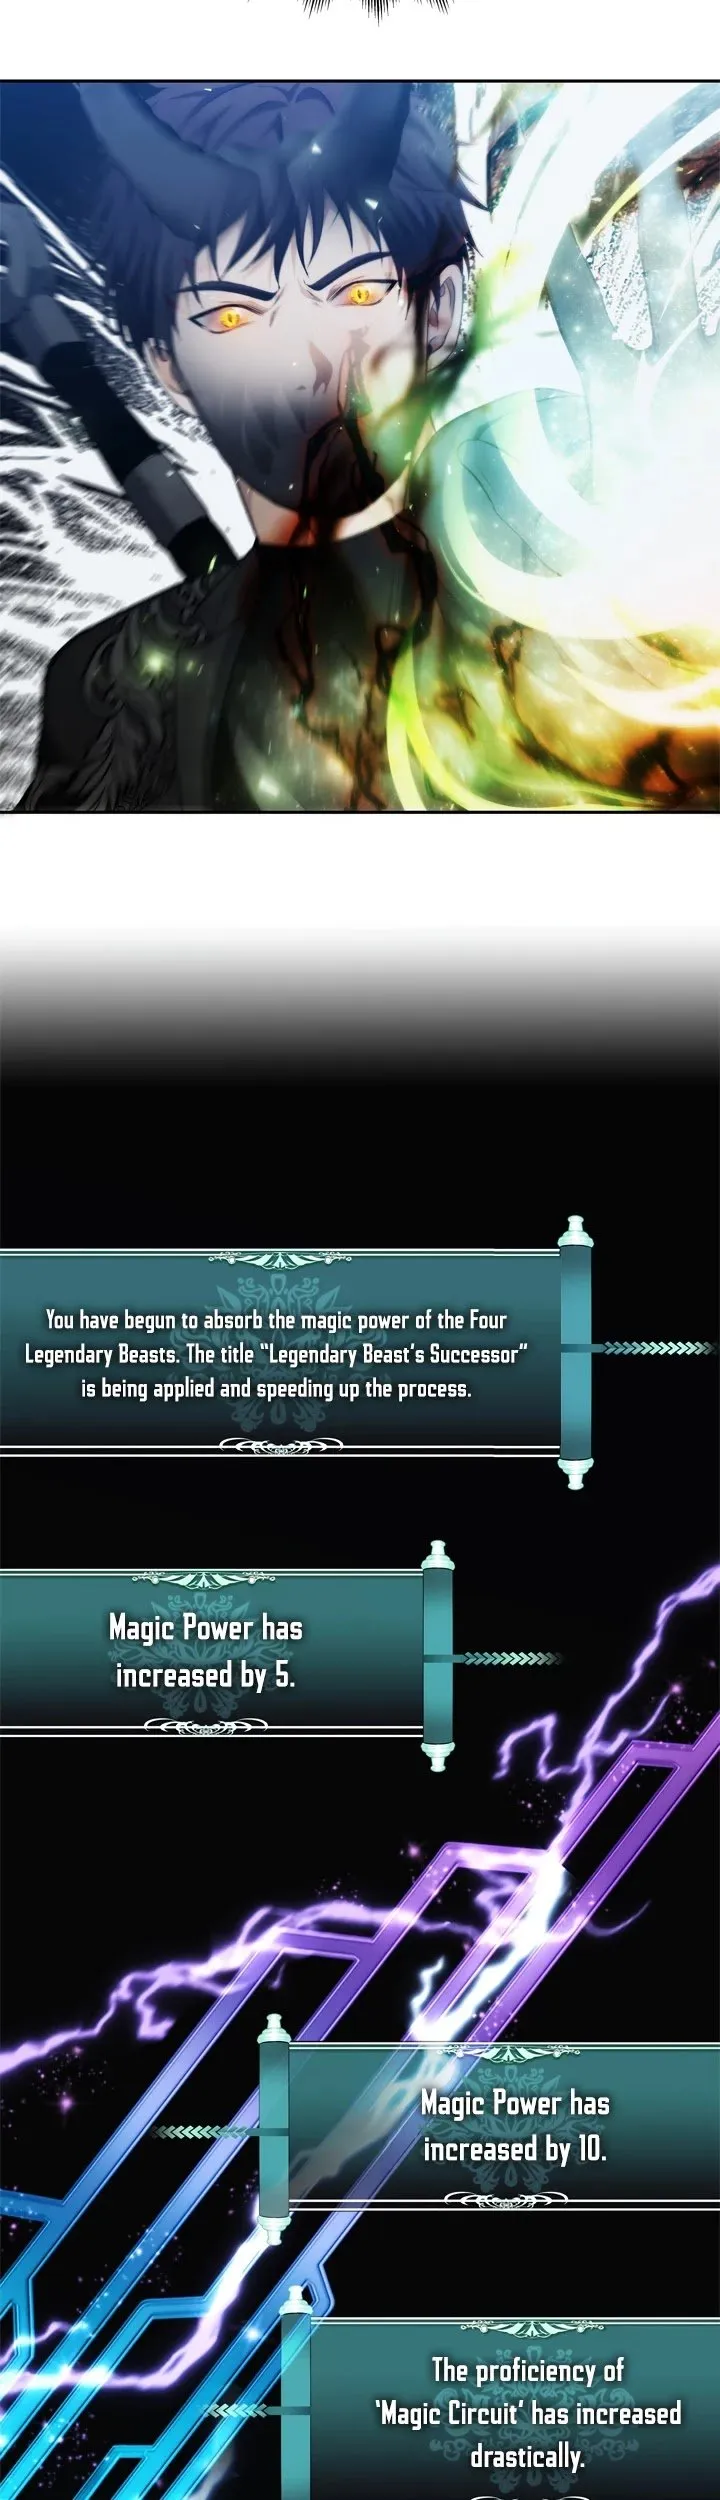 You have begun to absorb the magic power of the Four
Legendary Beasts. The title “Legendary Beast's Successor”
is being applied and speeding up the process.
Magic Power has
increased by 5.
Magic Power has
increased by 10.
The proficiency of
‘Magic Circuit’ has increased
drastically.